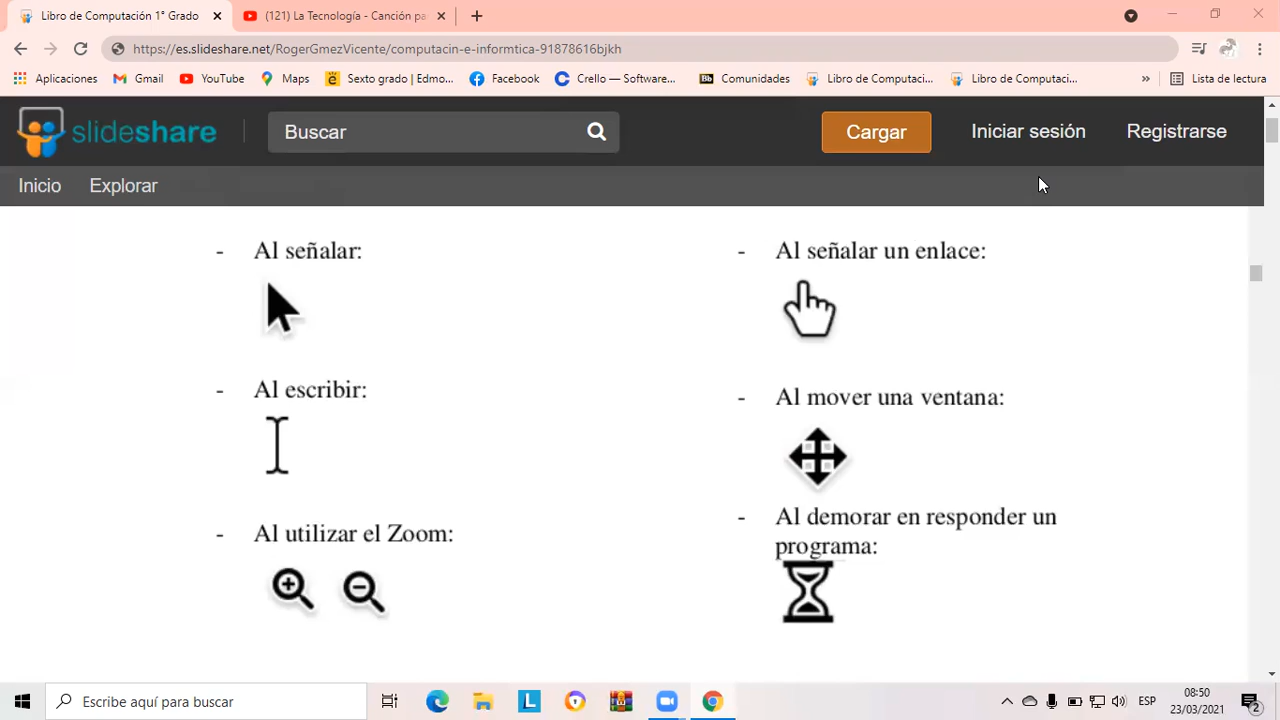 Libro de Computación 1° Grado
(121) La Tecnología - Canción pa
https://es.slideshare.net/RogerGmezVicente/computacin-e-informtica-91878616bjkh
Aplicaciones
Gmail
YouTube
Maps
Sexto grado | Edmo...
Facebook
Crello — Software...
Comunidades
Libro de Computaci...
Libro de Computaci...
»
Lista de lectura
slideshare
Buscar
Cargar
Iniciar sesión
Registrarse
Inicio
Explorar
- Al señalar:
- Al señalar un enlace:
- Al escribir:
- Al mover una ventana:
- Al utilizar el Zoom:
- Al demorar en responder un
programa:
Escribe aquí para buscar
ESP
08:50
23/03/2021
2